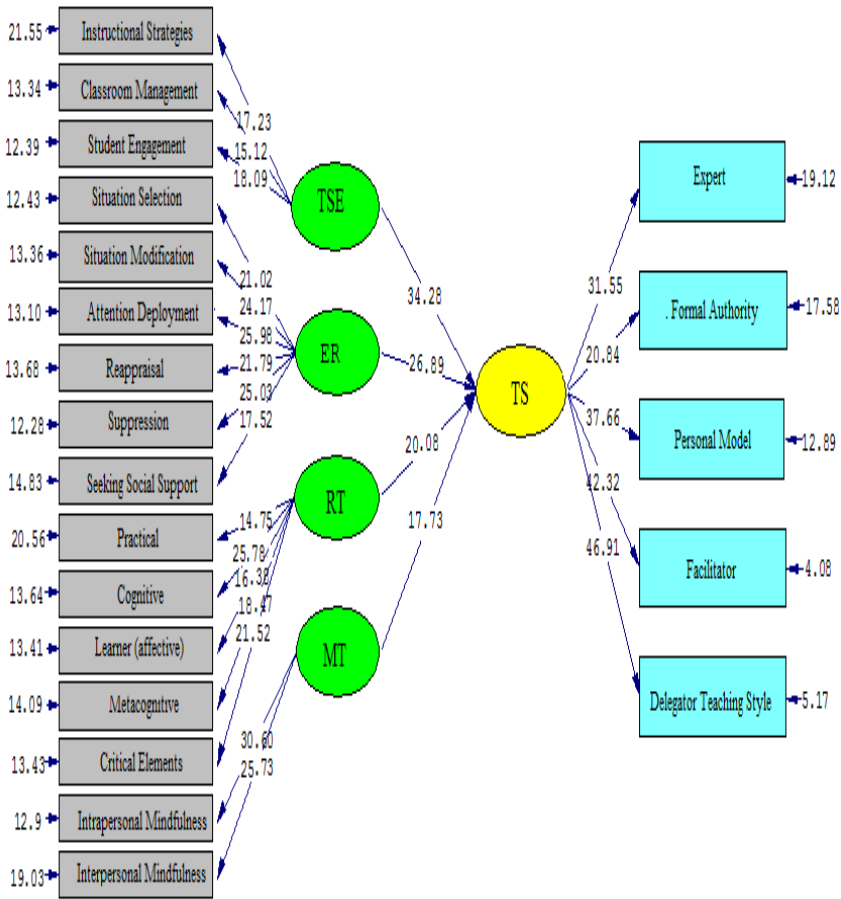 21.55 Instructional Strategies
13.34 Classroom Management
12.39 Student Engagement
12.43 Situation Selection
13.36 Situation Modification
13.10 Attention Deployment
13.68 Reappraisal
12.28 Suppression
14.83 Seeking Social Support
20.56 Practical
13.64 Cognitive
13.41 Learner (affective)
14.09 Metacognitive
13.43 Critical Elements
12.9 Intrapersonal Mindfulness
19.03 Interpersonal Mindfulness
17.23
15.12
18.09
21.02
24.17
25.98
21.79
25.03
17.52
14.75
25.78
16.38
18.47
21.52
30.60
25.73
TSE
ER
RT
MT
34.28
26.89
20.08
17.73
TS
31.55
20.84
37.66
42.32
46.91
Expert 19.12
. Formal Authority 17.58
Personal Model 12.89
Facilitator 4.08
Delegator Teaching Style 5.17